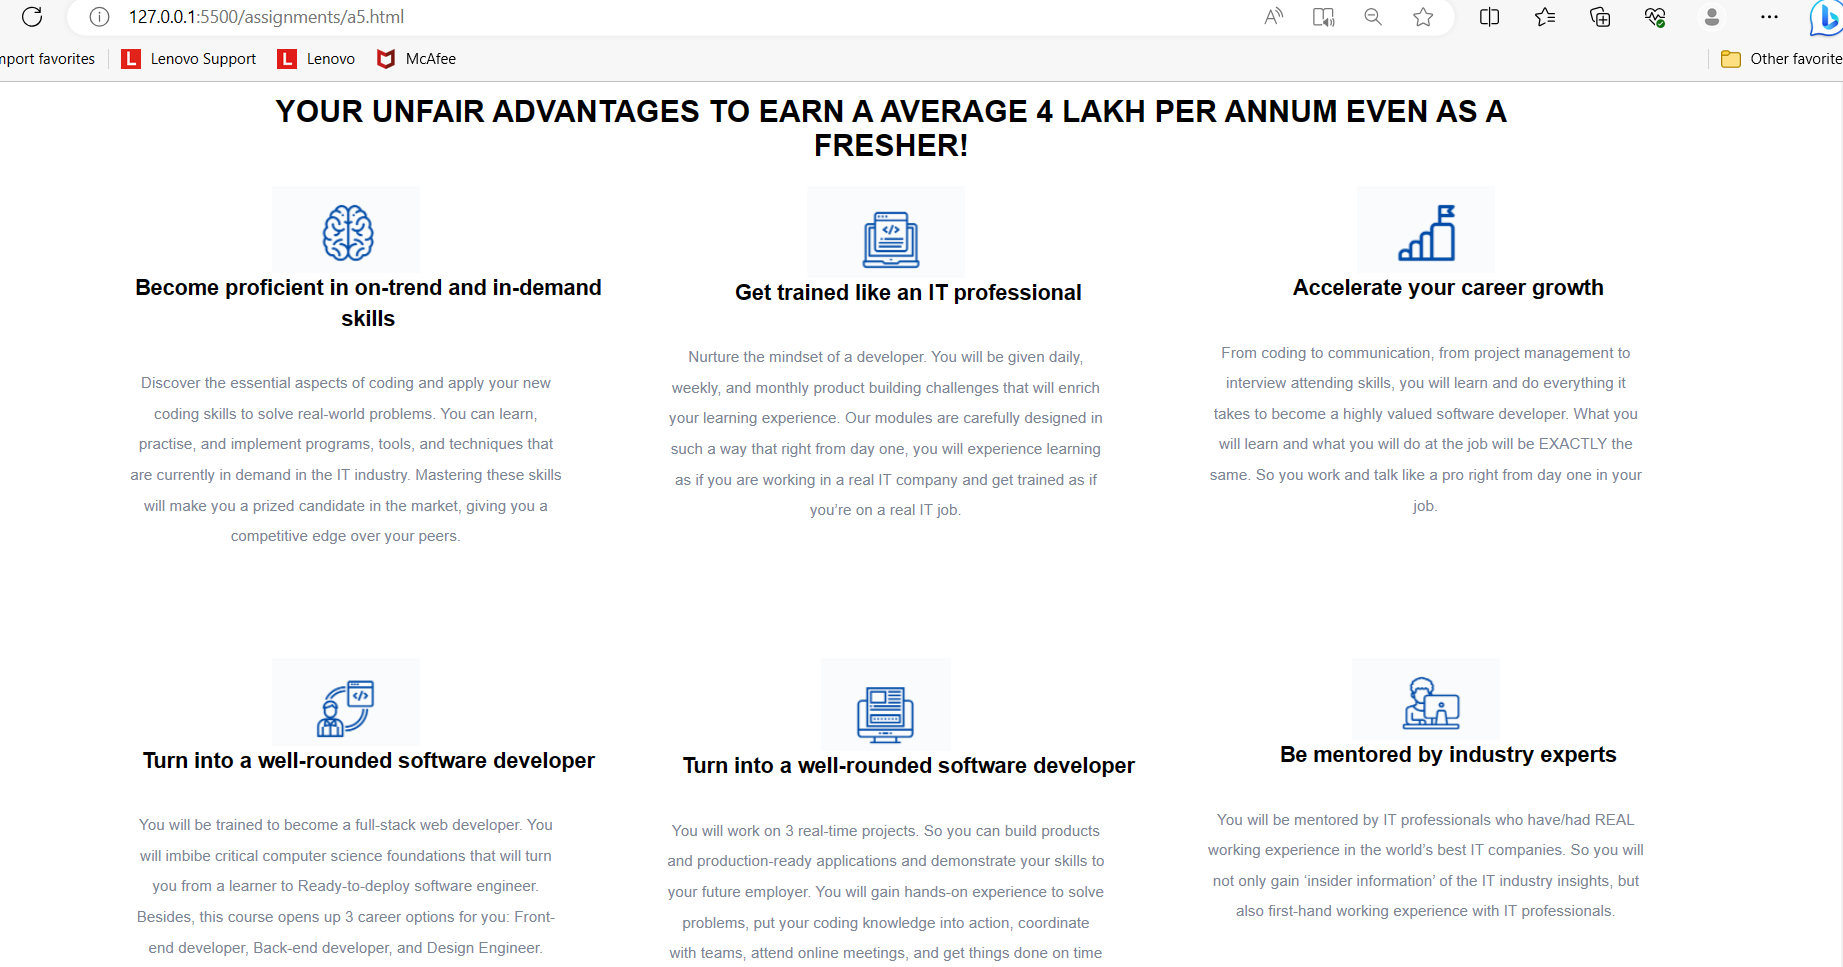 127.0.0.1:5500/assignments/a5.html
mport favorites
L Lenovo Support
L Lenovo
McAfee
Other favorite
YOUR UNFAIR ADVANTAGES TO EARN A AVERAGE 4 LAKH PER ANNUM EVEN AS A
FRESHER!
Become proficient in on-trend and in-demand
skills
Discover the essential aspects of coding and apply your new
coding skills to solve real-world problems. You can learn,
practise, and implement programs, tools, and techniques that
are currently in demand in the IT industry. Mastering these skills
will make you a prized candidate in the market, giving you a
competitive edge over your peers.
Get trained like an IT professional
Nurture the mindset of a developer. You will be given daily,
weekly, and monthly product building challenges that will enrich
your learning experience. Our modules are carefully designed in
such a way that right from day one, you will experience learning
as if you are working in a real IT company and get trained as if
you’re on a real IT job.
Accelerate your career growth
From coding to communication, from project management to
interview attending skills, you will learn and do everything it
takes to become a highly valued software developer. What you
will learn and what you will do at the job will be EXACTLY the
same. So you work and talk like a pro right from day one in your
job.
Turn into a well-rounded software developer
You will be trained to become a full-stack web developer. You
will imbibe critical computer science foundations that will turn
you from a learner to Ready-to-deploy software engineer.
Besides, this course opens up 3 career options for you: Front-
end developer, Back-end developer, and Design Engineer.
Turn into a well-rounded software developer
You will work on 3 real-time projects. So you can build products
and production-ready applications and demonstrate your skills to
your future employer. You will gain hands-on experience to solve
problems, put your coding knowledge into action, coordinate
with teams, attend online meetings, and get things done on time
Be mentored by industry experts
You will be mentored by IT professionals who have/had REAL
working experience in the world’s best IT companies. So you will
not only gain ‘insider information’ of the IT industry insights, but
also first-hand working experience with IT professionals.